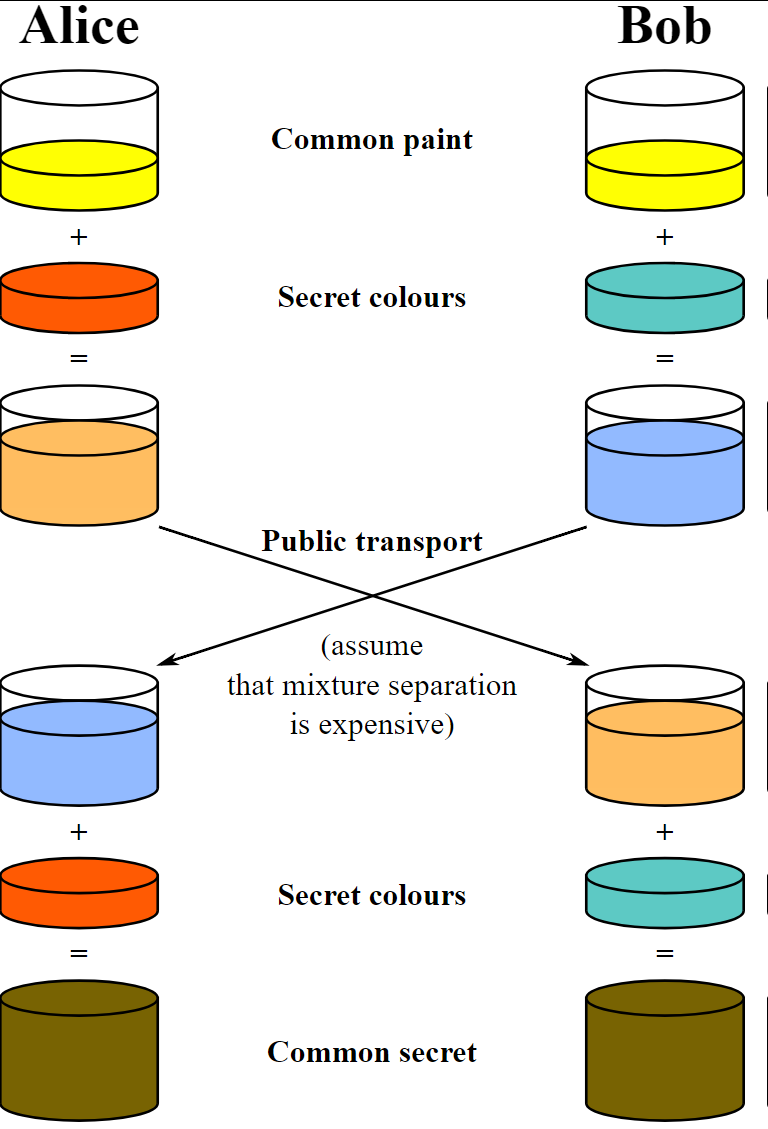 Alice
Bob
Common paint
+
+
Secret colours
=
=
Public transport
(assume
that mixture separation
is expensive)
+
+
Secret colours
=
=
Common secret